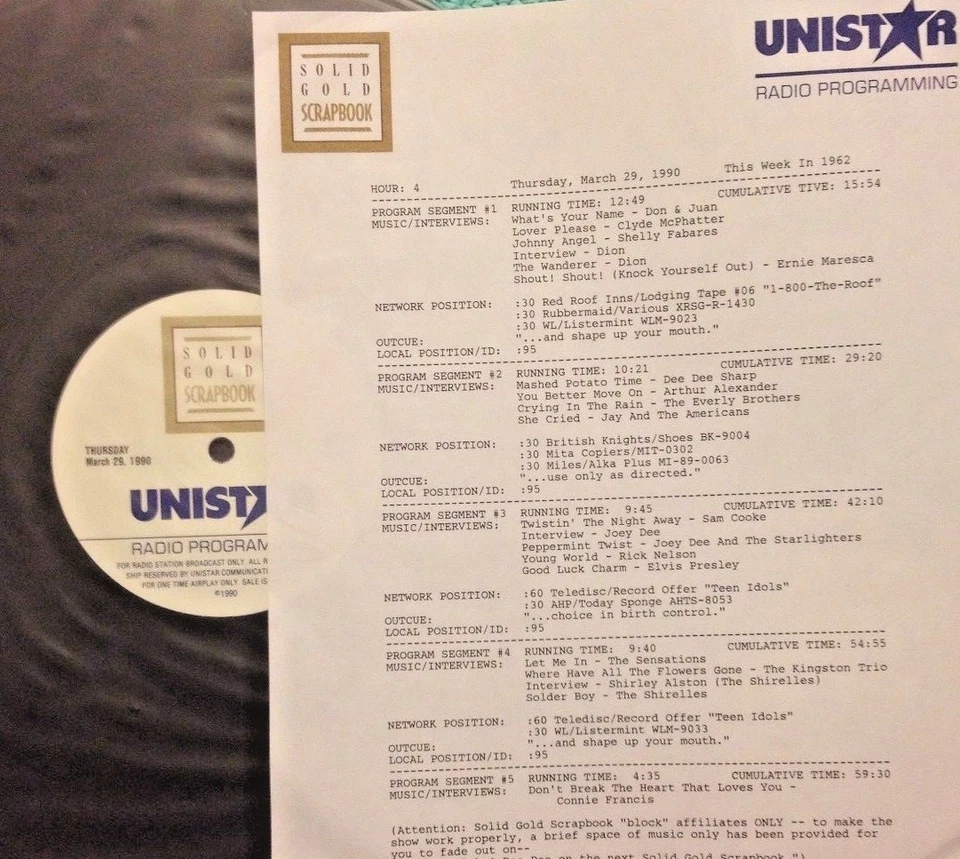 SOLID
GOLD
SCRAPBOOK
UNISTAR
RADIO PROGRAMMING
HOUR: 4 Thursday, March 29, 1990 This Week In 1962
PROGRAM SEGMENT #1 RUNNING TIME: 12:49 CUMULATIVE TIVE: 15:54
MUSIC/INTERVIEWS: What's Your Name - Don & Juan
Lover Please - Clyde McPhatter
Johnny Angel - Shelly Fabares
Interview - Dion
The Wanderer - Dion
Shout! Shout! (Knock Yourself Out) - Ernie Maresca
NETWORK POSITION: :30 Red Roof Inns/Lodging Tape #06 "1-800-The-Roof"
:30 Rubbermaid/Various XRSG-R-1430
:30 WL/Listermint WLM-9023
OUTCUE: "...and shape up your mouth."
LOCAL POSITION/ID: :95
PROGRAM SEGMENT #2 RUNNING TIME: 10:21 CUMULATIVE TIME: 29:20
MUSIC/INTERVIEWS: Mashed Potato Time - Dee Dee Sharp
You Better Move On - Arthur Alexander
Crying In The Rain - The Everly Brothers
She Cried - Jay And The Americans
NETWORK POSITION: :30 British Knights/Shoes BK-9004
:30 Mita Copiers/MIT-0302
:30 Miles/Alka Plus MI-89-0063
OUTCUE: "...use only as directed."
LOCAL POSITION/ID: :95
PROGRAM SEGMENT #3 RUNNING TIME: 9:45 CUMULATIVE TIME: 42:10
MUSIC/INTERVIEWS: Twistin' The Night Away - Sam Cooke
Interview - Joey Dee
Peppermint Twist - Joey Dee And The Starlighters
Young World - Rick Nelson
Good Luck Charm - Elvis Presley
NETWORK POSITION: :60 Teledisc/Record Offer "Teen Idols"
:30 AHP/Today Sponge AHTS-8053
OUTCUE: "...choice in birth control."
LOCAL POSITION/ID: :95
PROGRAM SEGMENT #4 RUNNING TIME: 9:40 CUMULATIVE TIME: 54:55
MUSIC/INTERVIEWS: Let Me In - The Sensations
Where Have All The Flowers Gone - The Kingston Trio
Interview - Shirley Alston (The Shirelles)
Solder Boy - The Shirelles
NETWORK POSITION: :60 Teledisc/Record Offer "Teen Idols"
:30 WL/Listermint WLM-9033
OUTCUE: "...and shape up your mouth."
LOCAL POSITION/ID: :95
PROGRAM SEGMENT #5 RUNNING TIME: 4:35 CUMULATIVE TIME: 59:30
MUSIC/INTERVIEWS: Don't Break The Heart That Loves You -
Connie Francis
(Attention: Solid Gold Scrapbook "block" affiliates ONLY -- to make the
show work properly, a brief space of music only has been provided for
you to fade out on--
on the next Solid Gold Scrapbook.")
SOLID
GOLD
SCRAPBOOK
THURSDAY
March 29, 1990
UNIST
RADIO PROGRAM
FOR RADIO STATION BROADCAST ONLY. ALL R
SHIP RESERVED BY UNISTAR COMMUNICATI
FOR ONE TIME AIRPLAY ONLY. SALE IS
©1990